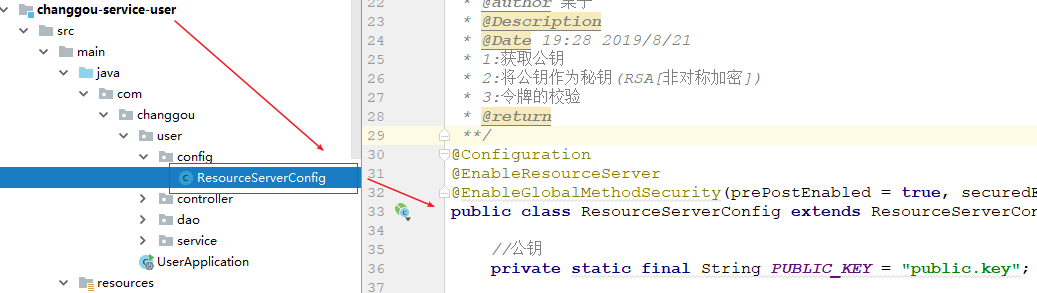 changgou-service-user
src
main
java
com
changgou
user
config
ResourceServerConfig
controller
dao
service
UserApplication
resources
22 * @author 栗子
23 * @Description
24 * @Date 19:28 2019/8/21
25 * 1:获取公钥
26 * 2:将公钥作为秘钥(RSA[非对称加密])
27 * 3:令牌的校验
28 * @return
29 **/
30 @Configuration
31 @EnableResourceServer
32 @EnableGlobalMethodSecurity(prePostEnabled = true, securedE
33 public class ResourceServerConfig extends ResourceServerCon
34
35 //公钥
36 private static final String PUBLIC_KEY = "public.key";
37